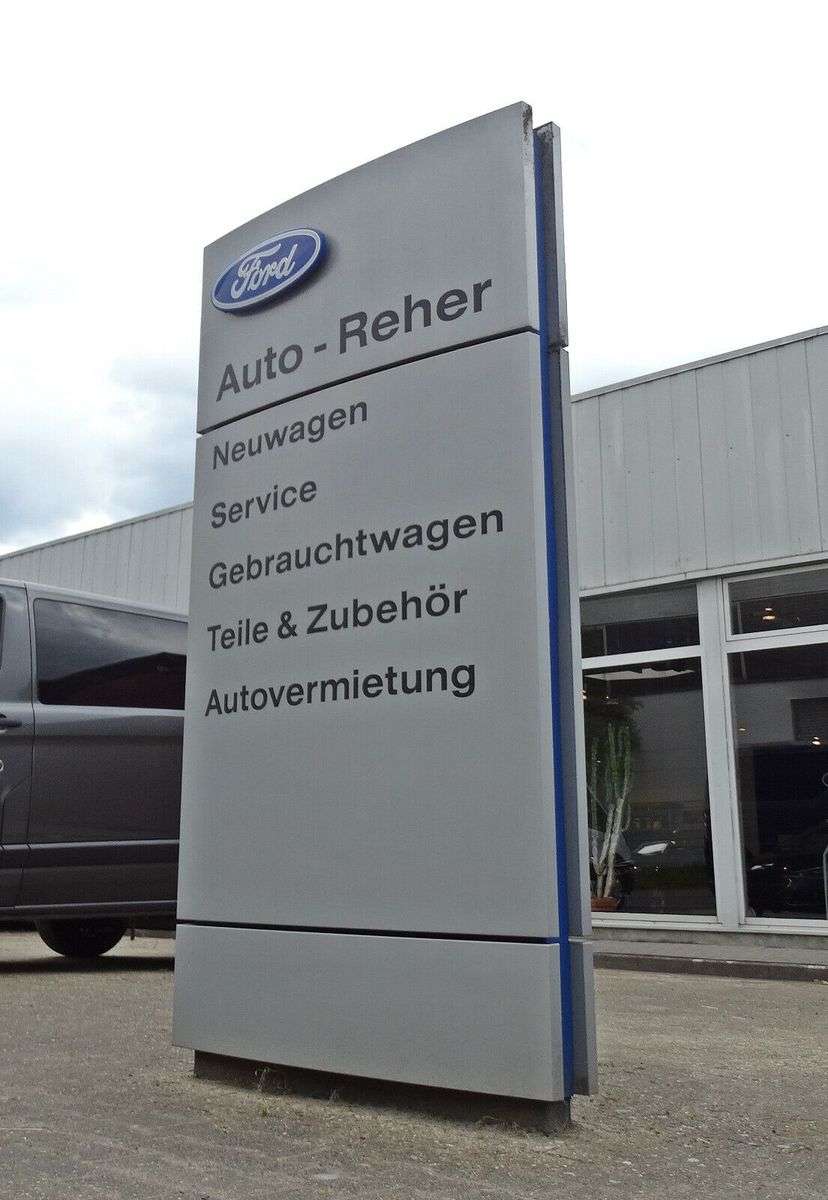 Ford
Auto - Reher
Neuwagen
Service
Gebrauchtwagen
Teile & Zubehör
Autovermietung